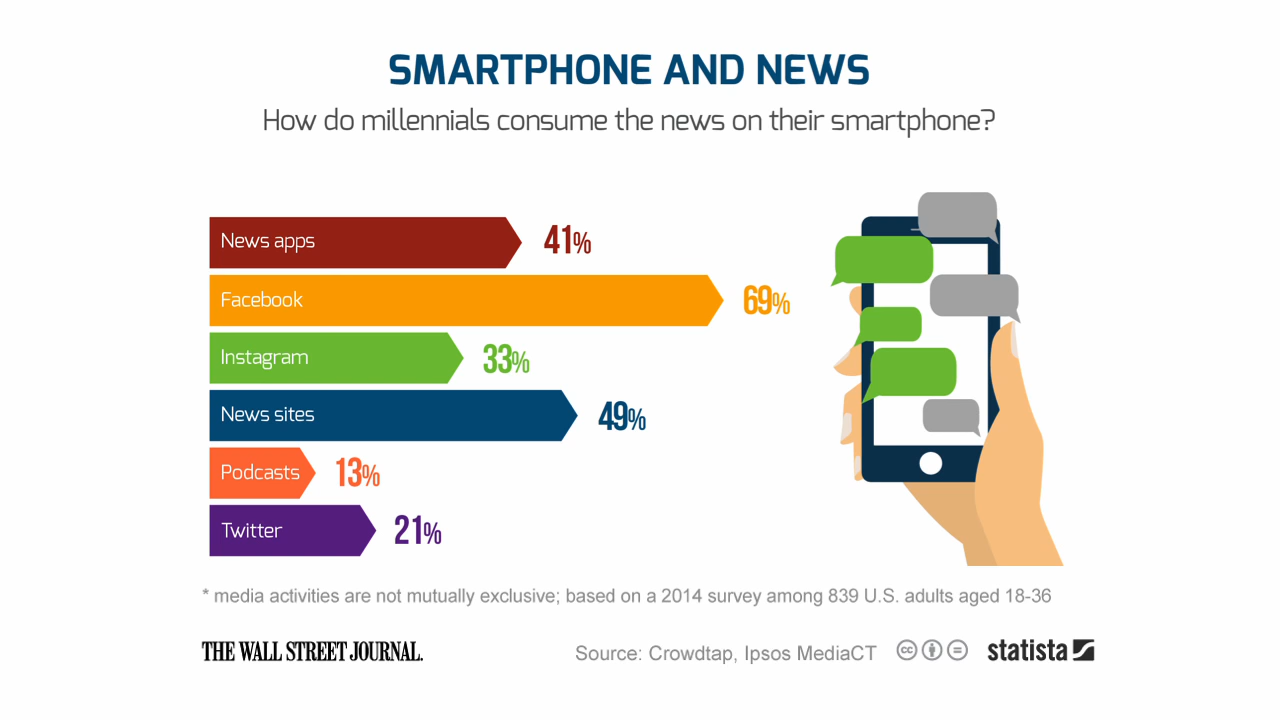 SMARTPHONE AND NEWS
How do millennials consume the news on their smartphone?
News apps 41%
Facebook 69%
Instagram 33%
News sites 49%
Podcasts 13%
Twitter 21%
* media activities are not mutually exclusive; based on a 2014 survey among 839 U.S. adults aged 18-36
THE WALL STREET JOURNAL. Source: Crowdtap, Ipsos MediaCT cc statista